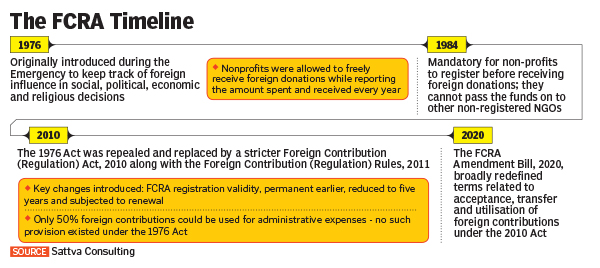 The FCRA Timeline
1976
Originally introduced during the
Emergency to keep track of foreign
influence in social, political, economic
and religious decisions
Nonprofits were allowed to freely
receive foreign donations while reporting
the amount spent and received every year
1984
Mandatory for non-profits
to register before receiving
foreign donations; they
cannot pass the funds on to
other non-registered NGOs
2010
The 1976 Act was repealed and replaced by a stricter Foreign Contribution
(Regulation) Act, 2010 along with the Foreign Contribution (Regulation) Rules, 2011
Key changes introduced: FCRA registration validity, permanent earlier, reduced to five
years and subjected to renewal
Only 50% foreign contributions could be used for administrative expenses - no such
provision existed under the 1976 Act
2020
The FCRA
Amendment Bill, 2020,
broadly redefined
terms related to
acceptance, transfer
and utilisation of
foreign contributions
under the 2010 Act
SOURCE Sattva Consulting